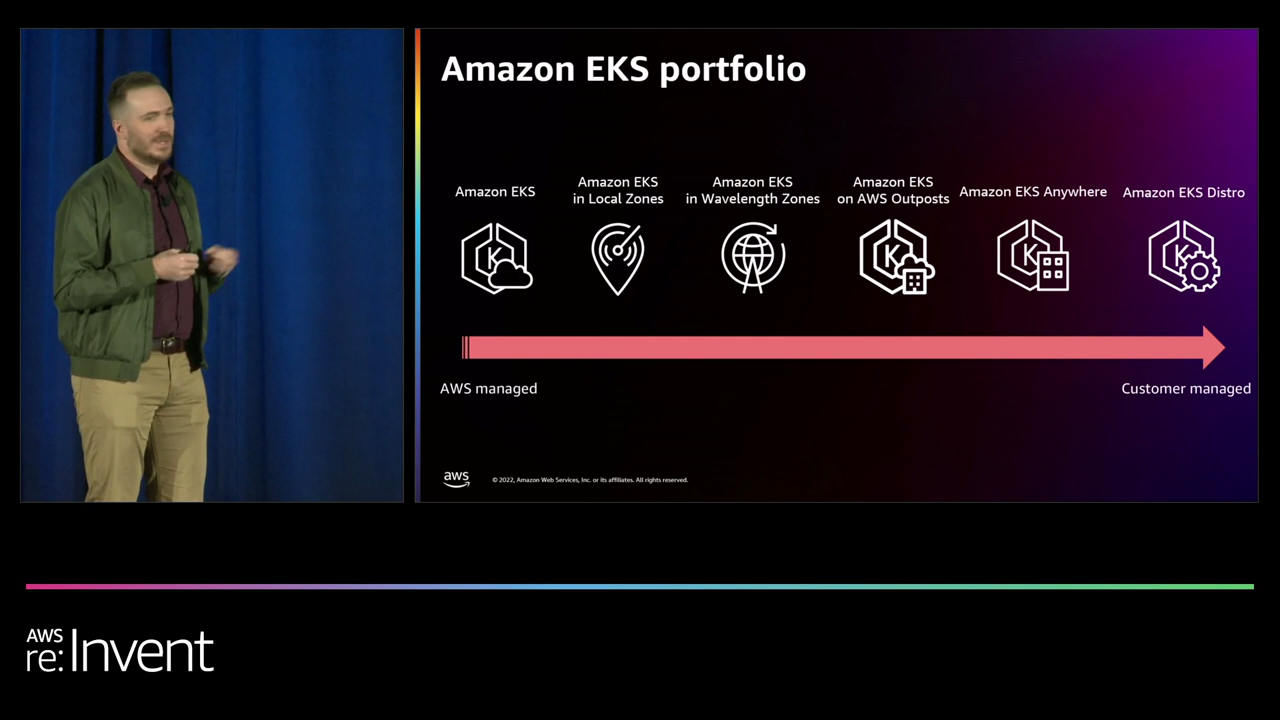 Amazon EKS portfolio
Amazon EKS
Amazon EKS
in Local Zones
Amazon EKS
in Wavelength Zones
Amazon EKS
on AWS Outposts
Amazon EKS Anywhere
Amazon EKS Distro
K
K
K
K
AWS managed
Customer managed
aws
© 2022, Amazon Web Services, Inc. or its affiliates. All rights reserved.
AWS
re:Invent